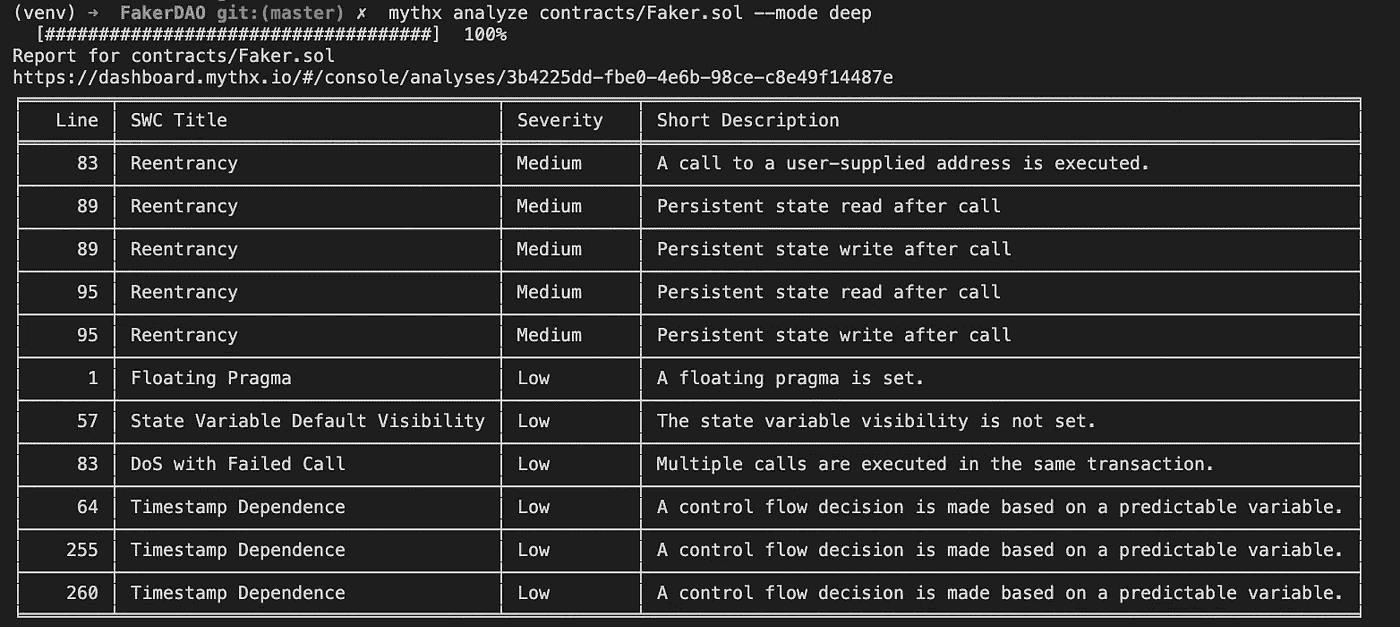 (venv) → FakerDAO git:(master) ✗ mythx analyze contracts/Faker.sol --mode deep
[####################################] 100%
Report for contracts/Faker.sol
https://dashboard.mythx.io/#/console/analyses/3b4225dd-fbe0-4e6b-98ce-c8e49f14487e
Line SWC Title Severity Short Description
83 Reentrancy Medium A call to a user-supplied address is executed.
89 Reentrancy Medium Persistent state read after call
89 Reentrancy Medium Persistent state write after call
95 Reentrancy Medium Persistent state read after call
95 Reentrancy Medium Persistent state write after call
1 Floating Pragma Low A floating pragma is set.
57 State Variable Default Visibility Low The state variable visibility is not set.
83 DoS with Failed Call Low Multiple calls are executed in the same transaction.
64 Timestamp Dependence Low A control flow decision is made based on a predictable variable.
255 Timestamp Dependence Low A control flow decision is made based on a predictable variable.
260 Timestamp Dependence Low A control flow decision is made based on a predictable variable.